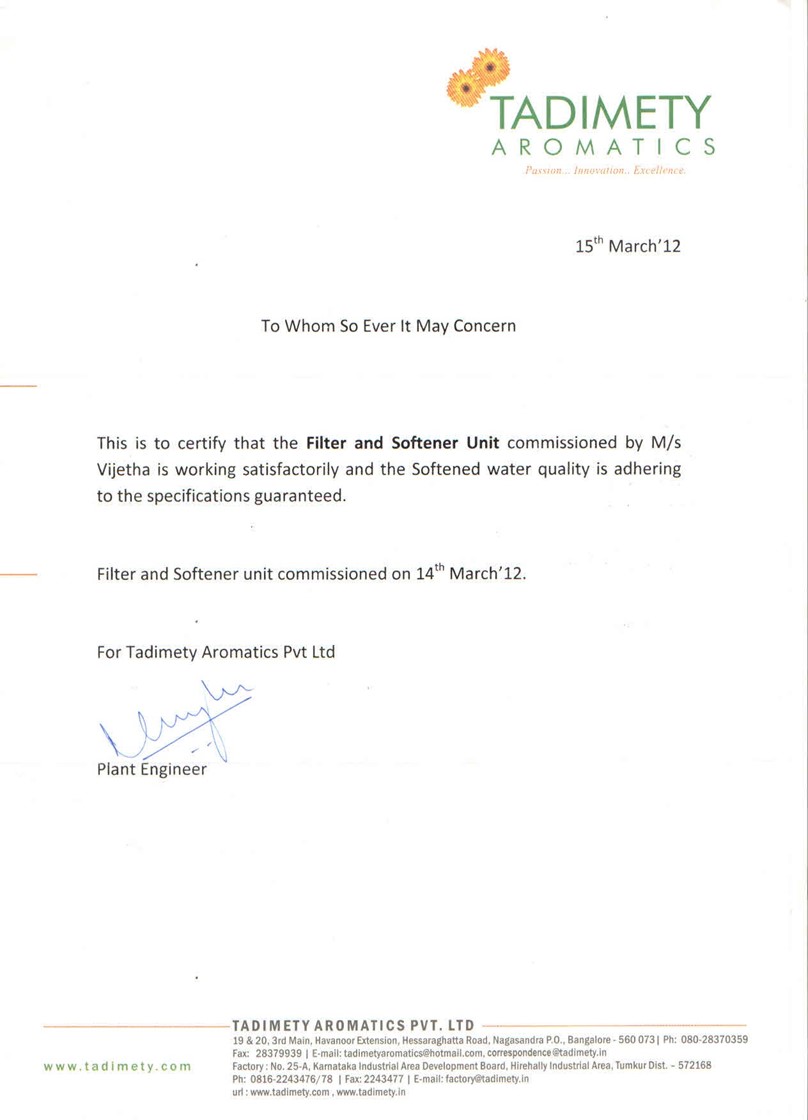 TADIMETY
AROMATICS
Passion... Innovation.. Excellence.
15th March'12
To Whom So Ever It May Concern
This is to certify that the Filter and Softener Unit commissioned by M/s
Vijetha is working satisfactorily and the Softened water quality is adhering
to the specifications guaranteed.
Filter and Softener unit commissioned on 14th March'12.
For Tadimety Aromatics Pvt Ltd
Plant Engineer
TADIMETY AROMATICS PVT. LTD
19 & 20, 3rd Main, Havanoor Extension, Hessaraghatta Road, Nagasandra P.O., Bangalore - 560 073| Ph: 080-28370359
Fax: 28379939 | E-mail: tadimetyaromatics@hotmail.com, correspondence@tadimety.in
www.tadimety.com
Factory : No. 25-A, Karnataka Industrial Area Development Board, Hirehally Industrial Area, Tumkur Dist. - 572168
Ph: 0816-2243476/78 | Fax: 2243477 | E-mail: factory@tadimety.in
url : www.tadimety.com , www.tadimety.in